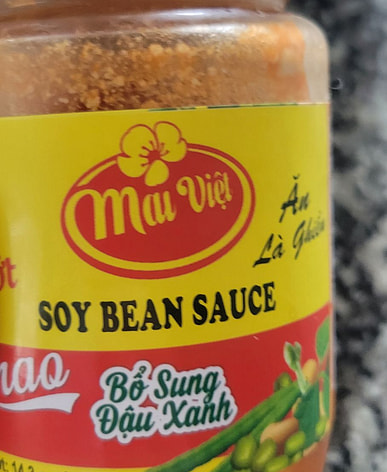 Mai Việt
Ăn
Là Ghiền
SOY BEAN SAUCE
Bổ Sung
Đậu Xanh